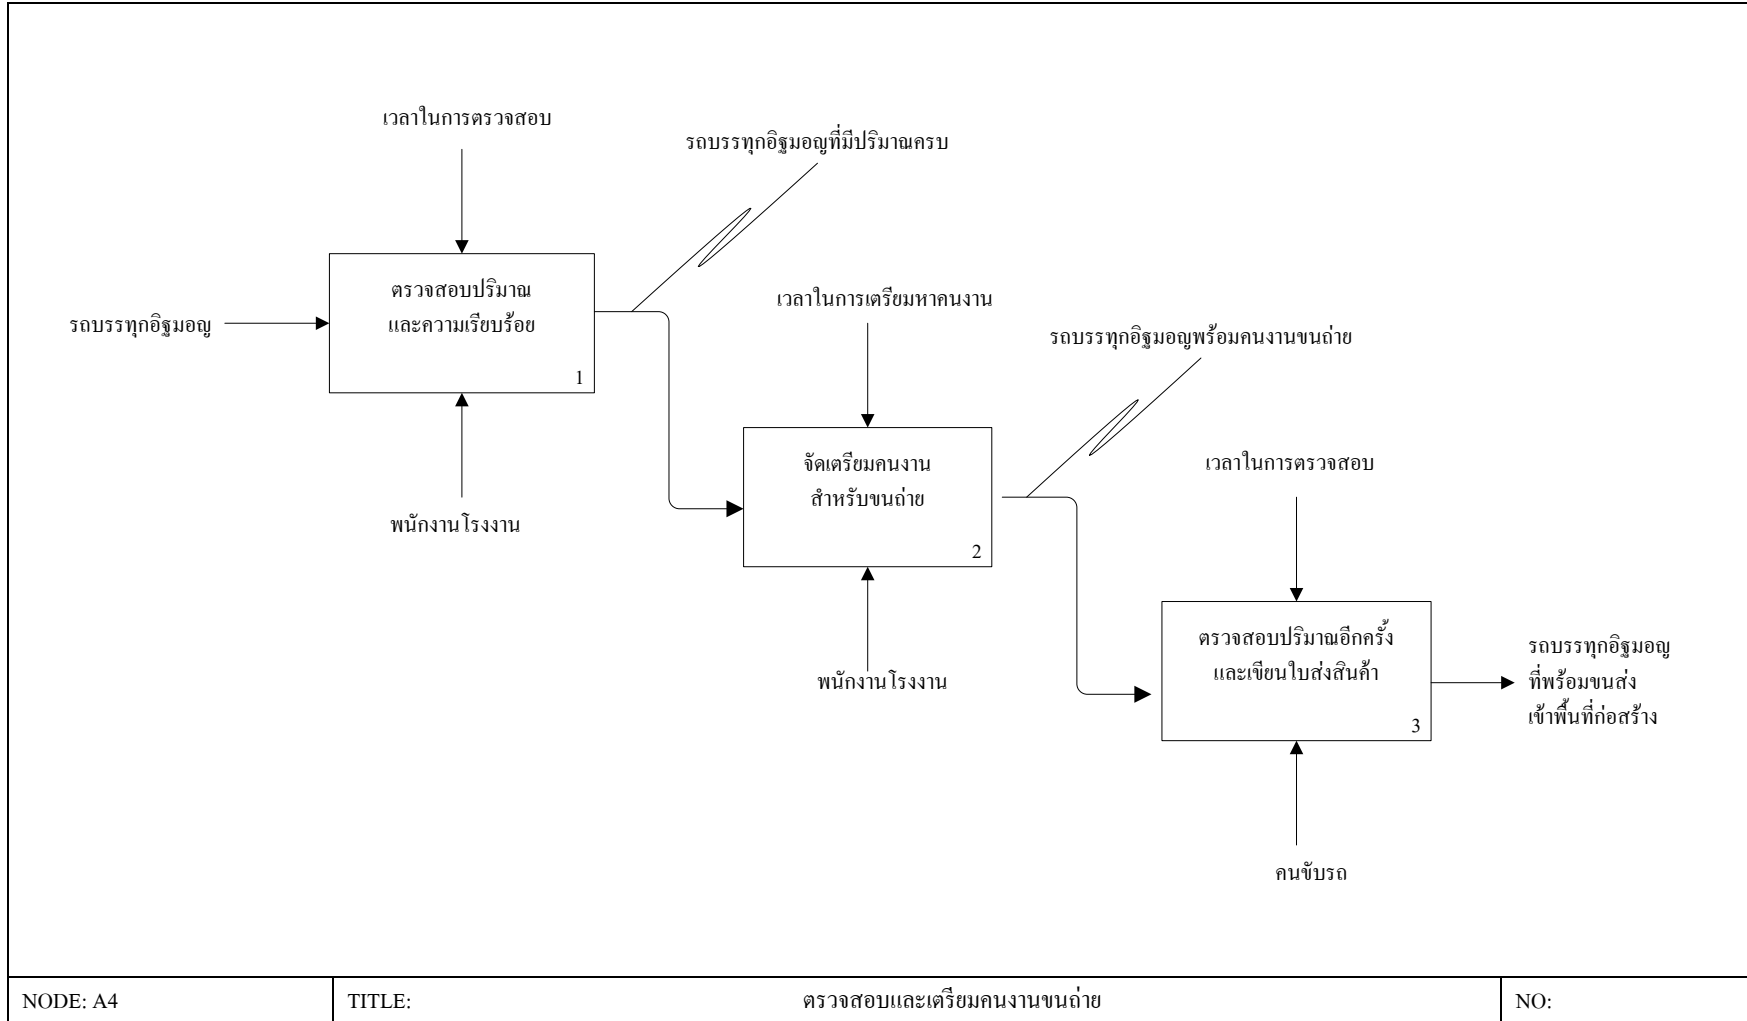 เวลาในการตรวจสอบ
รถบรรทุกอิฐมอญที่มีปริมาณครบ
ตรวจสอบปริมาณ
และความเรียบร้อย
1
รถบรรทุกอิฐมอญ
พนักงานโรงงาน
เวลาในการเตรียมหาคนงาน
รถบรรทุกอิฐมอญพร้อมคนงานขนถ่าย
จัดเตรียมคนงาน
สำหรับขนถ่าย
2
พนักงานโรงงาน
เวลาในการตรวจสอบ
ตรวจสอบปริมาณอีกครั้ง
และเขียนใบส่งสินค้า
3
รถบรรทุกอิฐมอญ
ที่พร้อมขนส่ง
เข้าพื้นที่ก่อสร้าง
คนขับรถ
NODE: A4
TITLE:
ตรวจสอบและเตรียมคนงานขนถ่าย
NO: